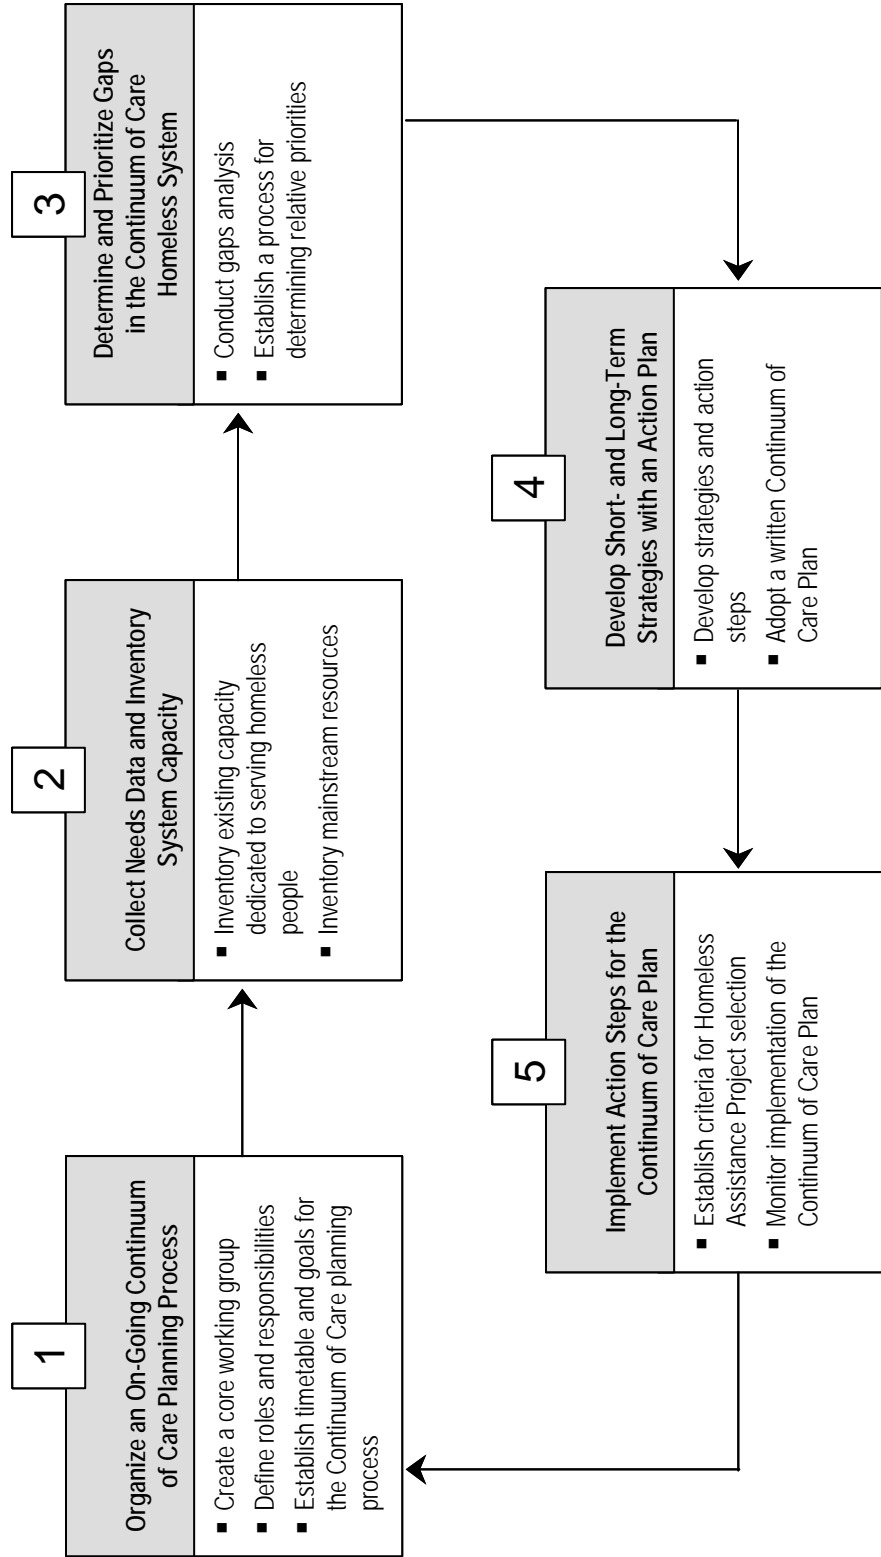 1
Organize an On-Going Continuum
of Care Planning Process
■ Create a core working group
■ Define roles and responsibilities
■ Establish timetable and goals for
the Continuum of Care planning
process
2
Collect Needs Data and Inventory
System Capacity
■ Inventory existing capacity
dedicated to serving homeless
people
■ Inventory mainstream resources
3
Determine and Prioritize Gaps
in the Continuum of Care
Homeless System
■ Conduct gaps analysis
■ Establish a process for
determining relative priorities
4
Develop Short- and Long-Term
Strategies with an Action Plan
■ Develop strategies and action
steps
■ Adopt a written Continuum of
Care Plan
5
Implement Action Steps for the
Continuum of Care Plan
■ Establish criteria for Homeless
Assistance Project selection
■ Monitor implementation of the
Continuum of Care Plan